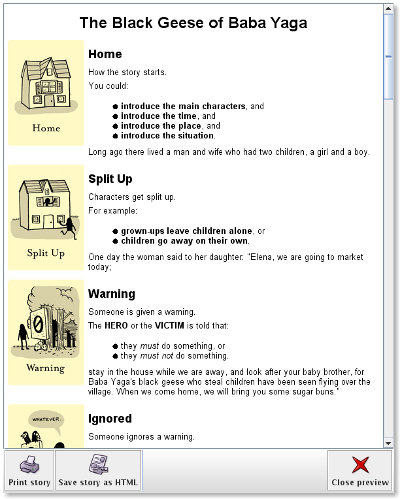 The Black Geese of Baba Yaga
Home
How the story starts.
You could:
● introduce the main characters, and
● introduce the time, and
● introduce the place, and
● introduce the situation.
Home
Long ago there lived a man and wife who had two children, a girl and a boy.
Split Up
Characters get split up.
For example:
● grown-ups leave children alone, or
● children go away on their own.
Split Up
One day the woman said to her daughter: "Elena, we are going to market
today;
Warning
Someone is given a warning.
The HERO or the VICTIM is told that:
● they must do something, or
● they must not do something.
Warning
stay in the house while we are away, and look after your baby brother, for
Baba Yaga's black geese who steal children have been seen flying over the
village. When we come home, we will bring you some sugar buns."
WHATEVER.
Ignored
Someone ignores a warning.
Print story
Save story as HTML
Close preview